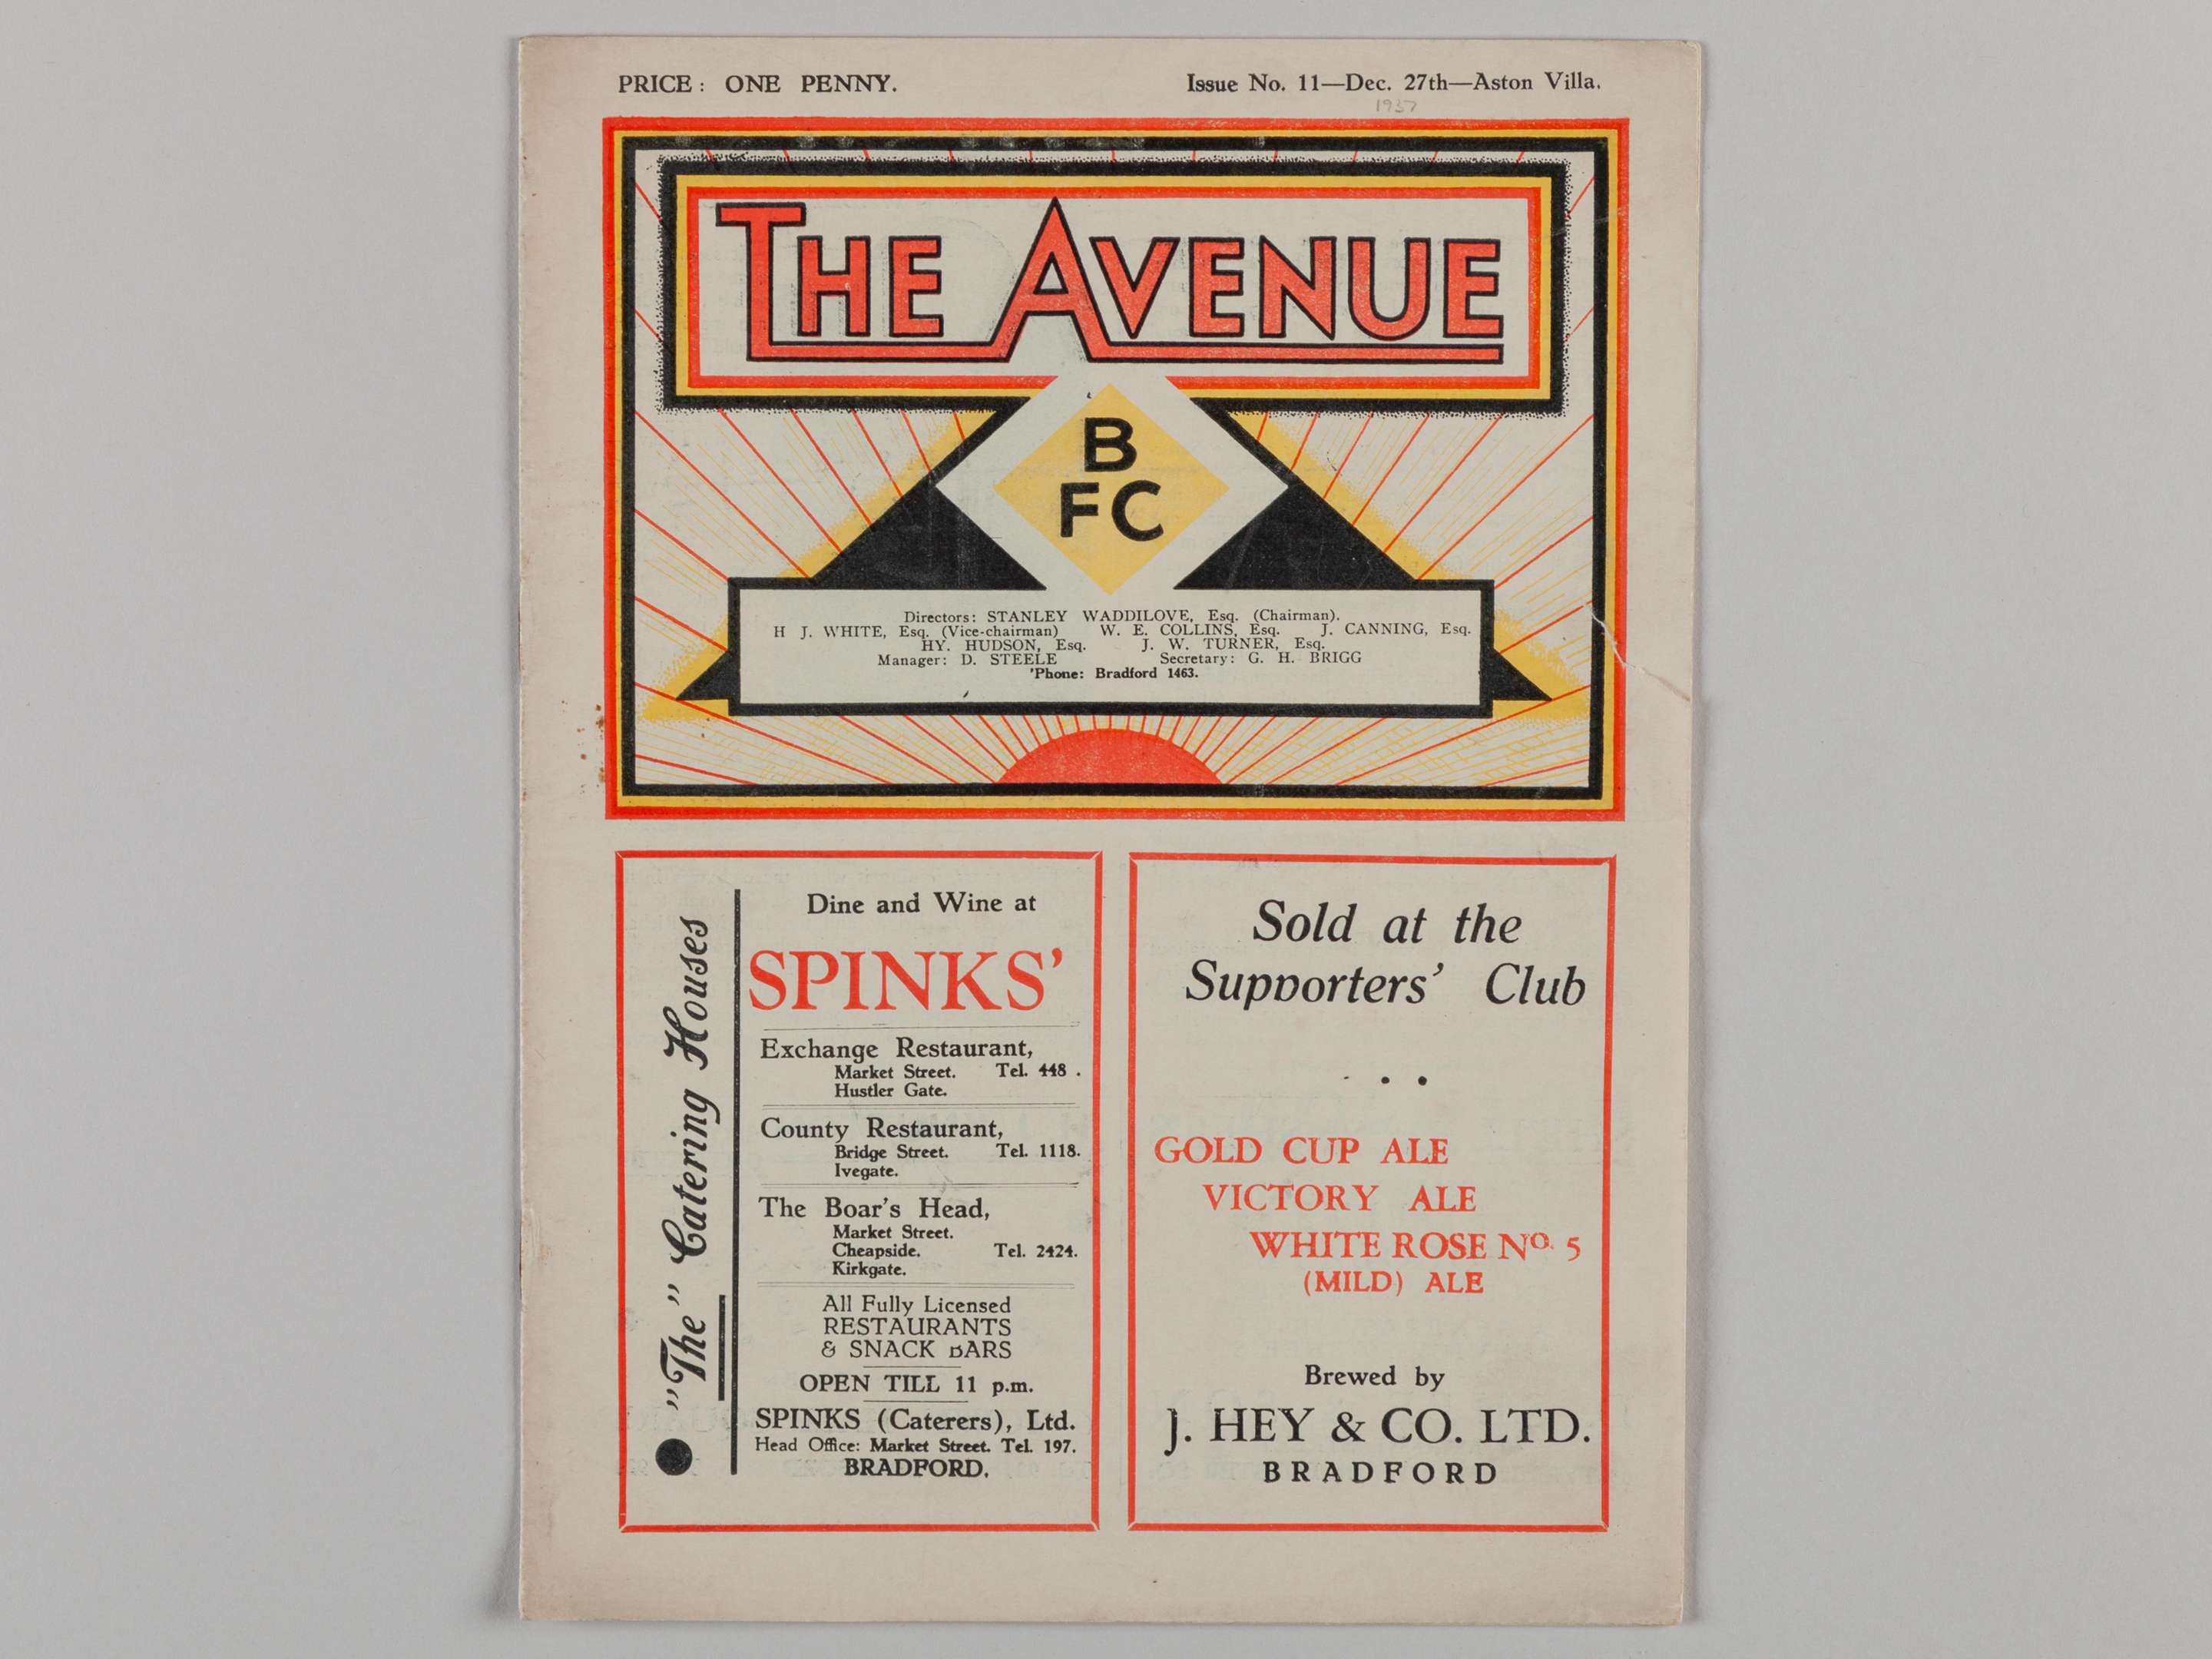 PRICE: ONE PENNY.
Issue No. 11—Dec. 27th—Aston Villa.
1937
THE AVENUE
B
FC
Directors: STANLEY WADDILOVE, Esq. (Chairman).
H J. WHITE, Esq. (Vice-chairman) W. E. COLLINS, Esq. J. CANNING, Esq.
HY. HUDSON, Esq. J. W. TURNER, Esq.
Manager: D. STEELE Secretary: G. H. BRIGG
'Phone: Bradford 1463.
"The" Catering Houses
Dine and Wine at
SPINKS'
Exchange Restaurant,
Market Street. Tel. 448 .
Hustler Gate.
County Restaurant,
Bridge Street. Tel. 1118.
Ivegate.
The Boar's Head,
Market Street.
Cheapside. Tel. 2424.
Kirkgate.
All Fully Licensed
RESTAURANTS
& SNACK BARS
OPEN TILL 11 p.m.
SPINKS (Caterers), Ltd.
Head Office: Market Street. Tel. 197.
BRADFORD.
Sold at the
Supporters' Club
. . .
GOLD CUP ALE
VICTORY ALE
WHITE ROSE NO. 5
(MILD) ALE
Brewed by
J. HEY & CO. LTD.
BRADFORD